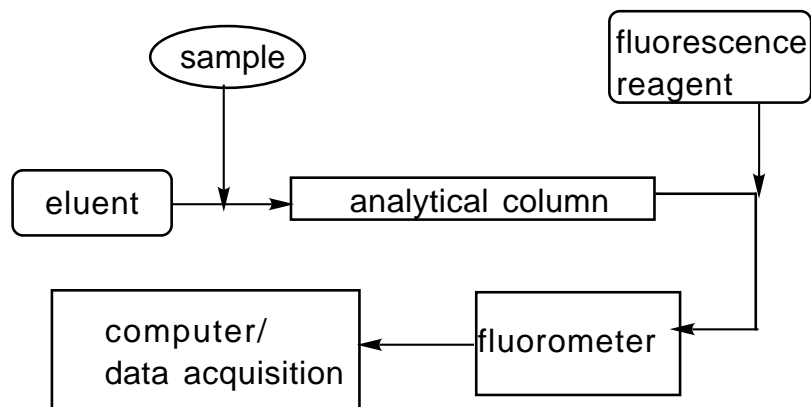 sample
fluorescence
reagent
eluent
analytical column
computer/
data acquisition
fluorometer